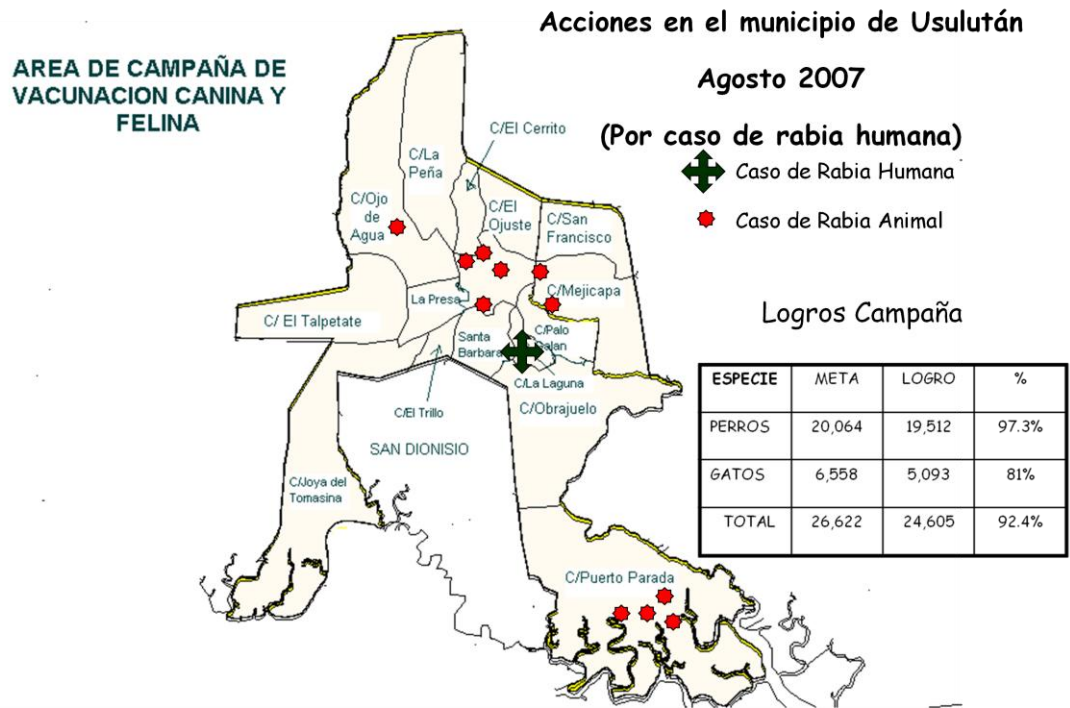 Acciones en el municipio de Usulután
Agosto 2007
(Por caso de rabia humana)
AREA DE CAMPAÑA DE
VACUNACION CANINA Y
FELINA
Caso de Rabia Humana
Caso de Rabia Animal
C/El Cerrito
C/La
Peña
C/Ojo
de
Agua
C/El
Ojuste
C/San
Francisco
La Presa
C/Mejicapa
C/ El Talpetate
Santa
Barbara
C/Palo
Galan
C/La Laguna
C/El Trillo
C/Obrajuelo
SAN DIONISIO
C/Joya del
Tomasina
C/Puerto Parada
Logros Campaña
ESPECIE META LOGRO %
PERROS 20,064 19,512 97.3%
GATOS 6,558 5,093 81%
TOTAL 26,622 24,605 92.4%